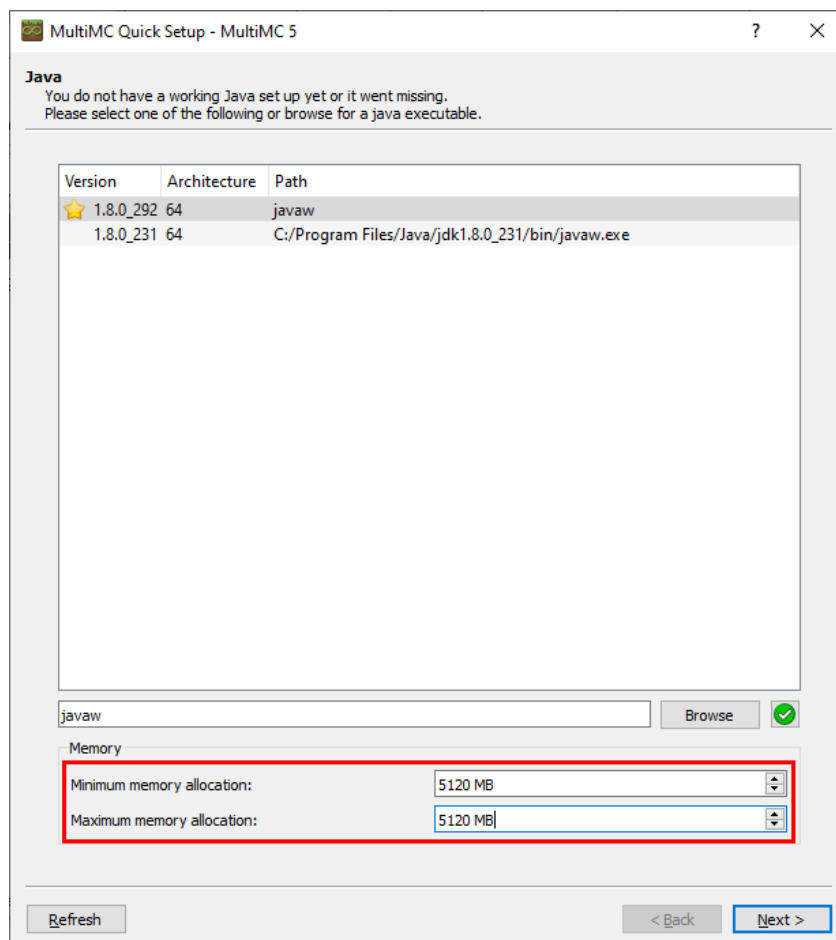 MultiMC Quick Setup - MultiMC 5 ?
Java
You do not have a working Java set up yet or it went missing.
Please select one of the following or browse for a java executable.
Version Architecture Path
1.8.0_292 64 javaw
1.8.0_231 64 C:/Program Files/Java/jdk1.8.0_231/bin/javaw.exe
javaw Browse
Memory
Minimum memory allocation: 5120 MB
Maximum memory allocation: 5120 MB
Refresh < Back Next >